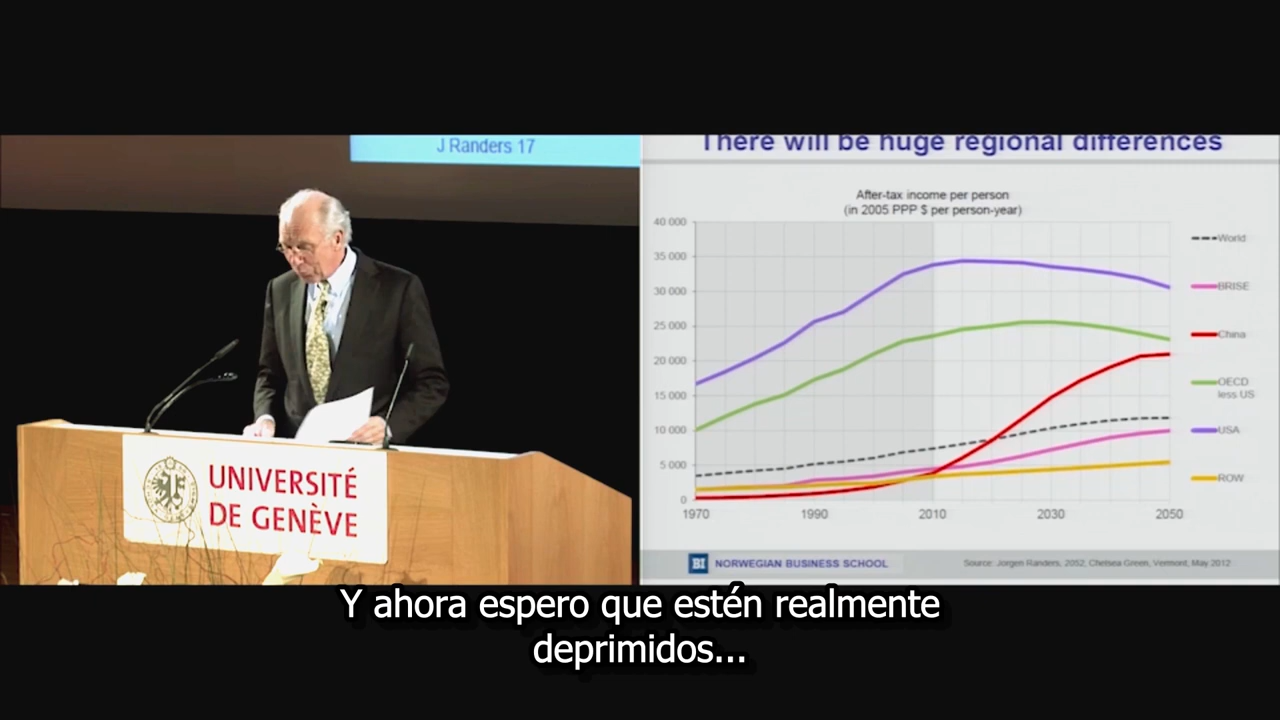 J Randers 17
UNIVERSITÉ
DE GENÈVE
There will be huge regional differences
After-tax income per person
(in 2005 PPP $ per person-year)
40 000
35 000
30 000
25 000
20 000
15 000
10 000
5 000
0
1970
1990
2010
2030
2050
World
BRISE
China
OECD
less US
USA
ROW
BI NORWEGIAN BUSINESS SCHOOL
Source: Jorgen Randers, 2052, Chelsea Green, Vermont, May 2012
Y ahora espero que estén realmente
deprimidos...